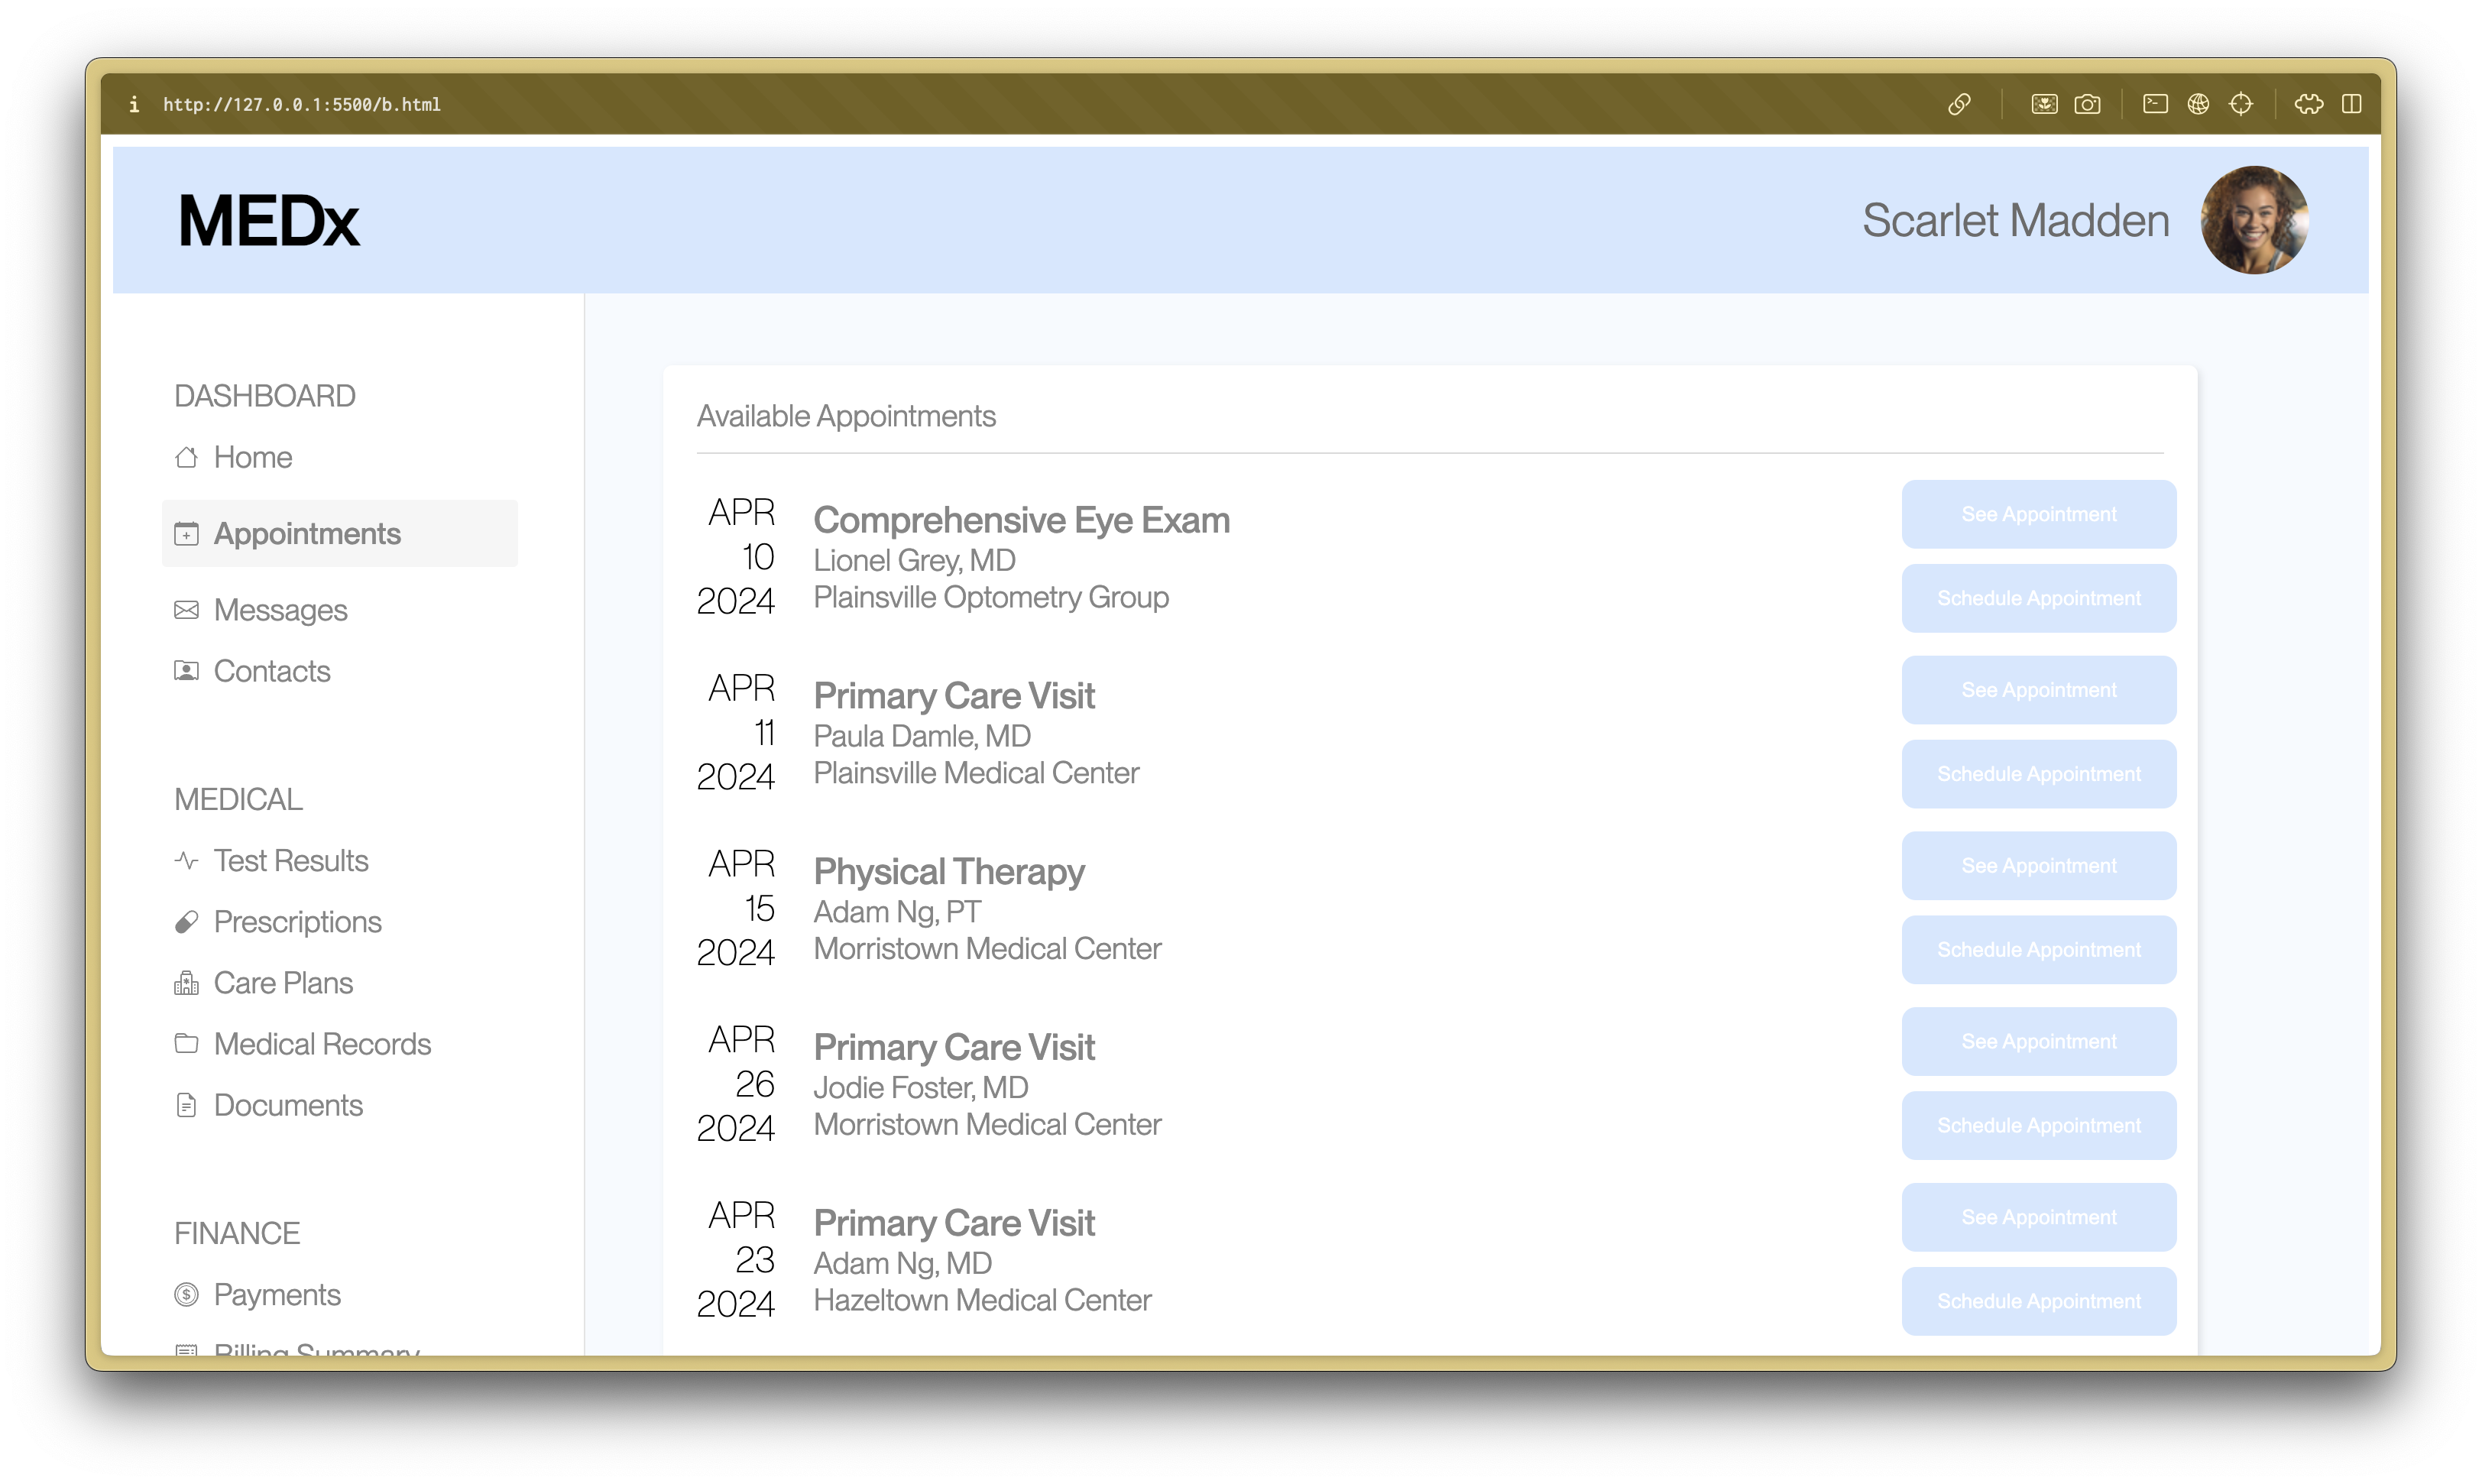 i http://127.0.0.1:5500/b.html
MEDx
Scarlet Madden
DASHBOARD
Home
Appointments
Messages
Contacts
MEDICAL
Test Results
Prescriptions
Care Plans
Medical Records
Documents
FINANCE
Payments
Billing Summary
Available Appointments
APR
10
2024
Comprehensive Eye Exam
Lionel Grey, MD
Plainsville Optometry Group
See Appointment
Schedule Appointment
APR
11
2024
Primary Care Visit
Paula Damle, MD
Plainsville Medical Center
See Appointment
Schedule Appointment
APR
15
2024
Physical Therapy
Adam Ng, PT
Morristown Medical Center
See Appointment
Schedule Appointment
APR
26
2024
Primary Care Visit
Jodie Foster, MD
Morristown Medical Center
See Appointment
Schedule Appointment
APR
23
2024
Primary Care Visit
Adam Ng, MD
Hazeltown Medical Center
See Appointment
Schedule Appointment